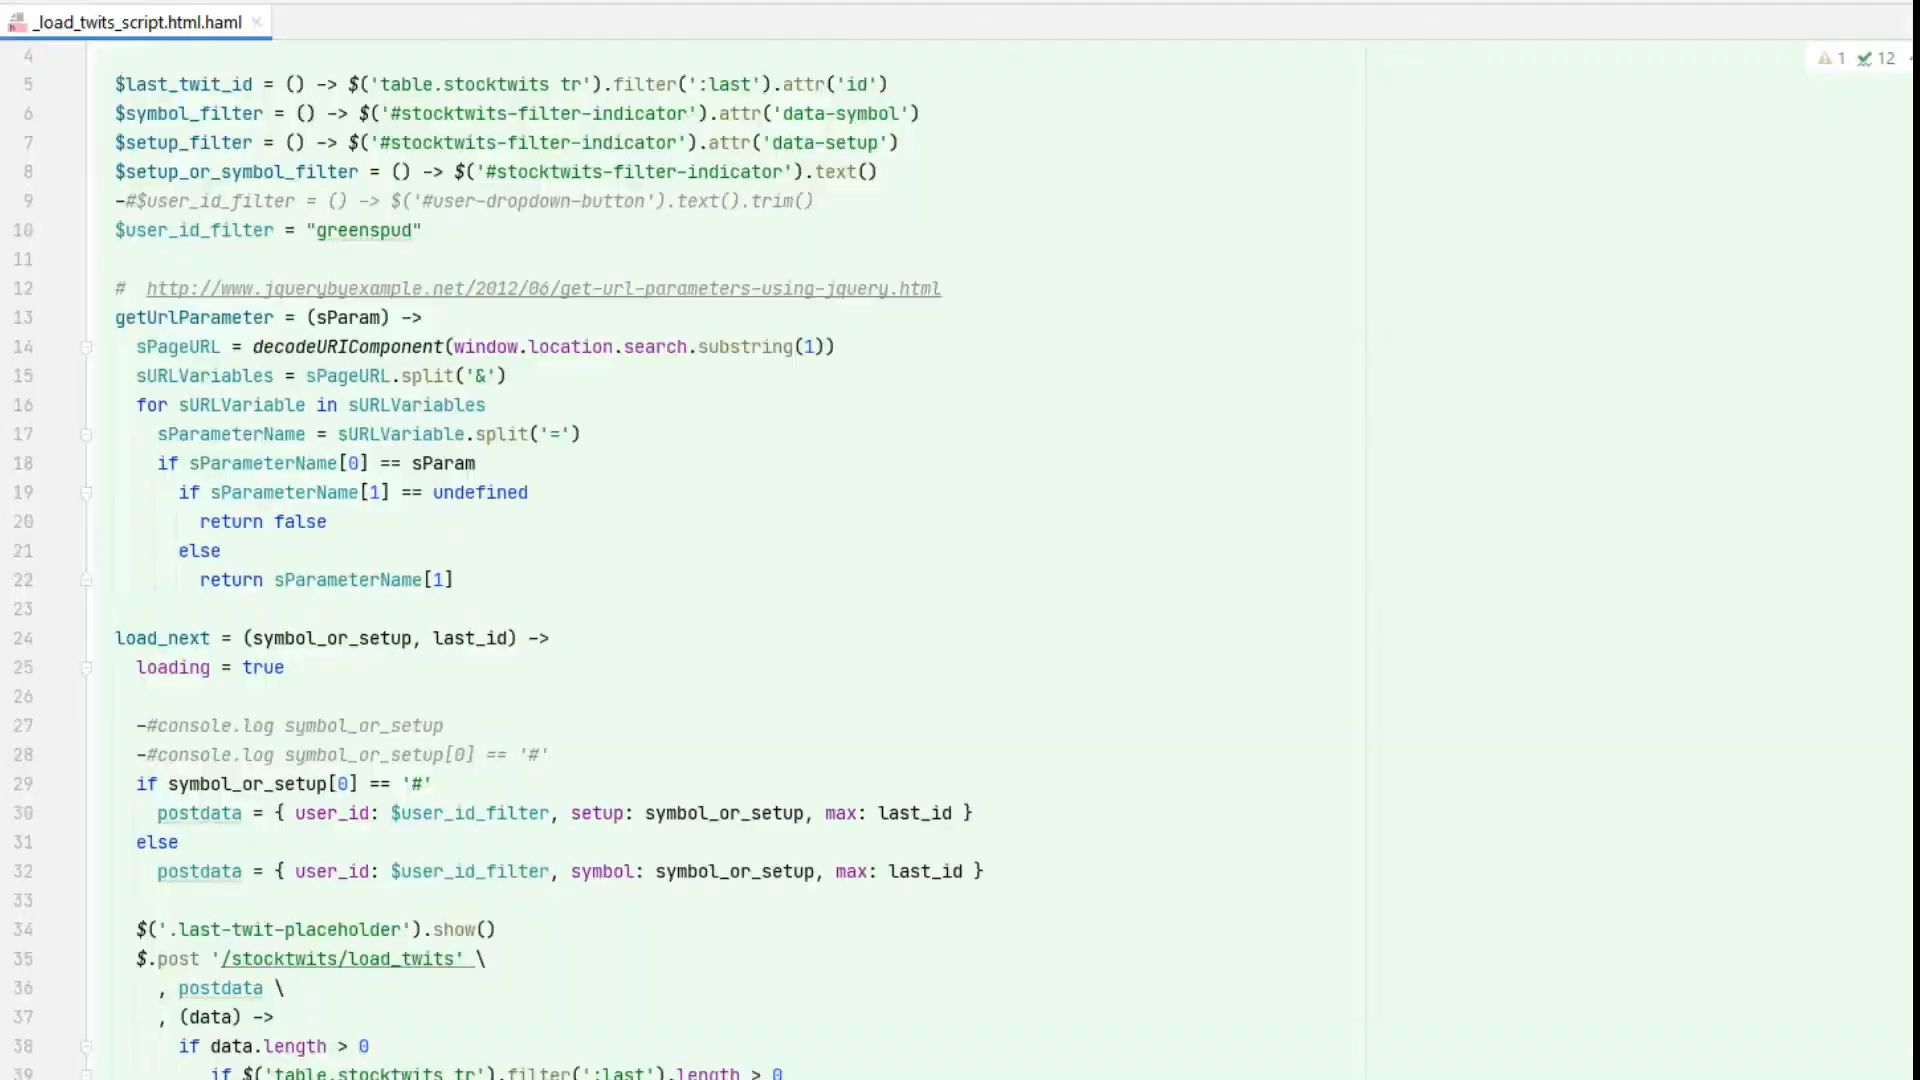 _load_twits_script.html.haml
1 12
4
5 $last_twit_id = () -> $('table.stocktwits tr').filter(':last').attr('id')
6 $symbol_filter = () -> $('#stocktwits-filter-indicator').attr('data-symbol')
7 $setup_filter = () -> $('#stocktwits-filter-indicator').attr('data-setup')
8 $setup_or_symbol_filter = () -> $('#stocktwits-filter-indicator').text()
9 -#$user_id_filter = () -> $('#user-dropdown-button').text().trim()
10 $user_id_filter = "greenspud"
11
12 #  http://www.jquerybyexample.net/2012/06/get-url-parameters-using-jquery.html
13 getUrlParameter = (sParam) ->
14   sPageURL = decodeURIComponent(window.location.search.substring(1))
15   sURLVariables = sPageURL.split('&')
16   for sURLVariable in sURLVariables
17     sParameterName = sURLVariable.split('=')
18     if sParameterName[0] == sParam
19       if sParameterName[1] == undefined
20         return false
21       else
22         return sParameterName[1]
23
24 load_next = (symbol_or_setup, last_id) ->
25   loading = true
26
27   -#console.log symbol_or_setup
28   -#console.log symbol_or_setup[0] == '#'
29   if symbol_or_setup[0] == '#'
30     postdata = { user_id: $user_id_filter, setup: symbol_or_setup, max: last_id }
31   else
32     postdata = { user_id: $user_id_filter, symbol: symbol_or_setup, max: last_id }
33
34   $('.last-twit-placeholder').show()
35   $.post '/stocktwits/load_twits' \
36     , postdata \
37     , (data) ->
38       if data.length > 0
39         if $('table.stocktwits tr').filter(':last').length > 0